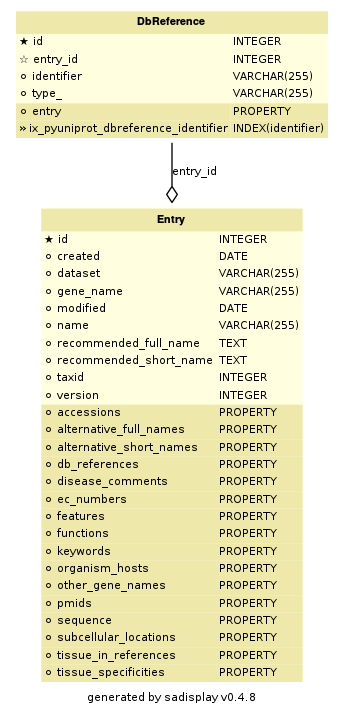 DbReference
★ id INTEGER
☆ entry_id INTEGER
⚬ identifier VARCHAR(255)
⚬ type_ VARCHAR(255)
⚬ entry PROPERTY
» ix_pyuniprot_dbreference_identifier INDEX(identifier)
entry_id
Entry
★ id INTEGER
⚬ created DATE
⚬ dataset VARCHAR(255)
⚬ gene_name VARCHAR(255)
⚬ modified DATE
⚬ name VARCHAR(255)
⚬ recommended_full_name TEXT
⚬ recommended_short_name TEXT
⚬ taxid INTEGER
⚬ version INTEGER
⚬ accessions PROPERTY
⚬ alternative_full_names PROPERTY
⚬ alternative_short_names PROPERTY
⚬ db_references PROPERTY
⚬ disease_comments PROPERTY
⚬ ec_numbers PROPERTY
⚬ features PROPERTY
⚬ functions PROPERTY
⚬ keywords PROPERTY
⚬ organism_hosts PROPERTY
⚬ other_gene_names PROPERTY
⚬ pmids PROPERTY
⚬ sequence PROPERTY
⚬ subcellular_locations PROPERTY
⚬ tissue_in_references PROPERTY
⚬ tissue_specificities PROPERTY
generated by sadisplay v0.4.8